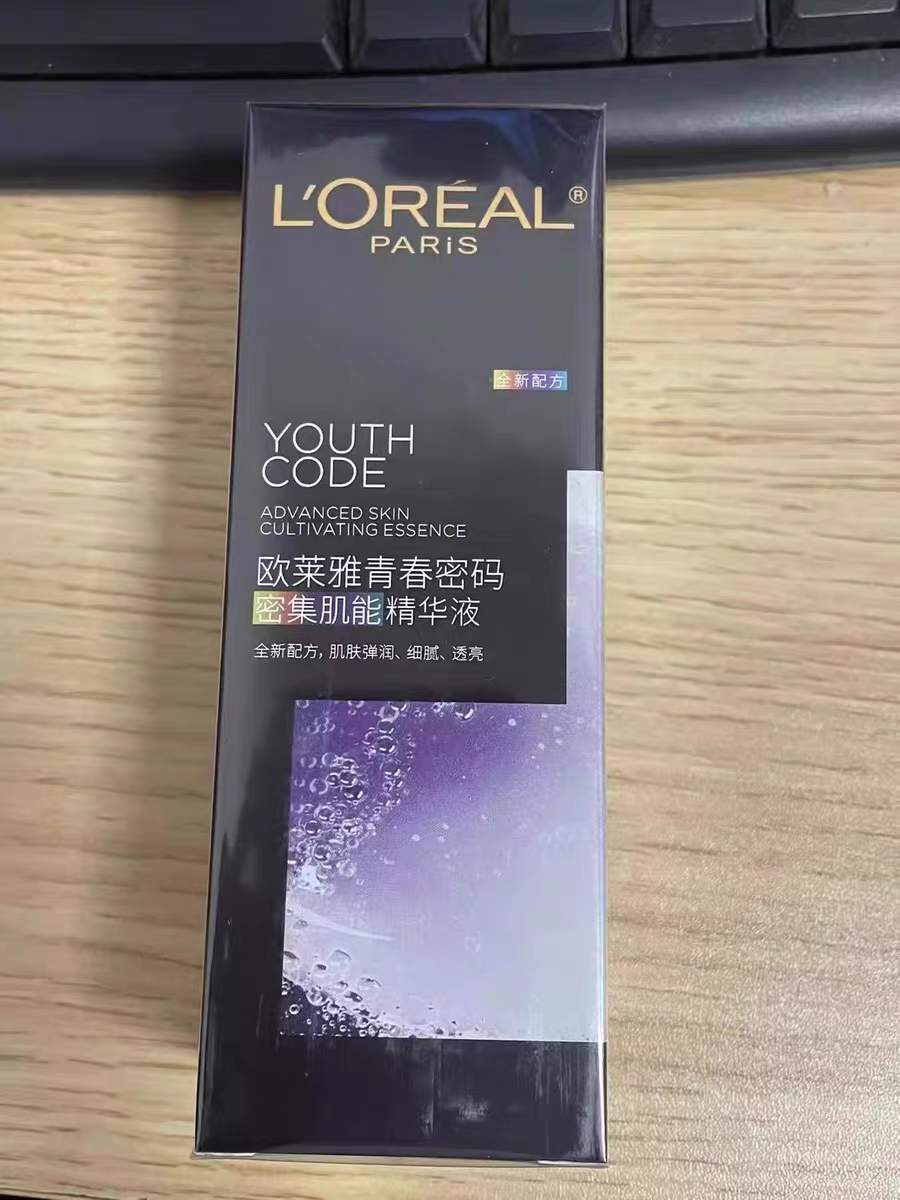 L'ORÉAL®
PARiS
全新配方
YOUTH
CODE
ADVANCED SKIN
CULTIVATING ESSENCE
欧莱雅青春密码
密集肌能精华液
全新配方，肌肤弹润、细腻、透亮